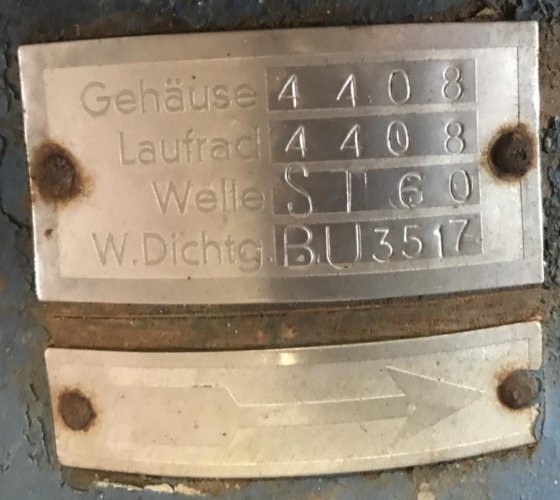 Gehäuse 4408
Laufrad 4408
Welle ST60
W.Dichtg. BU3517